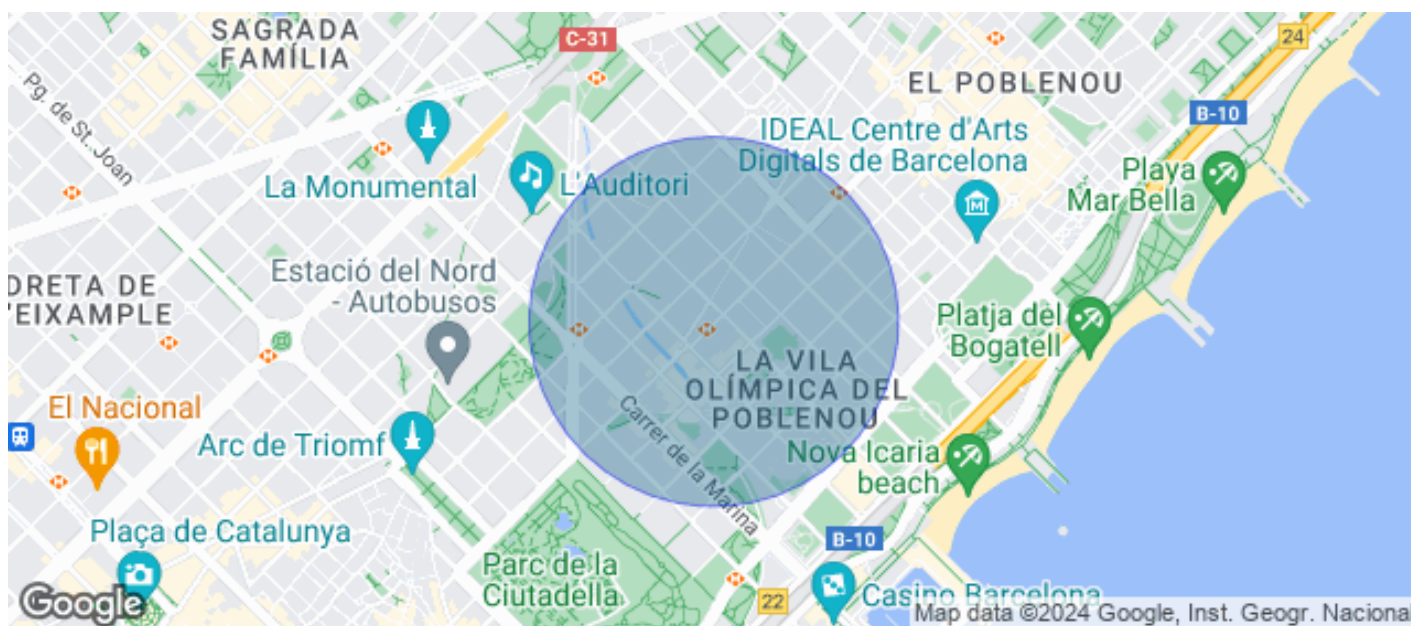 SAGRADA
FAMÍLIA
C-31
24
Pg. de St. Joan
EL POBLENOU
B-10
IDEAL Centre d'Arts
Digitals de Barcelona
La Monumental
L'Auditori
Playa
Mar Bella
Estació del Nord
- Autobusos
DRETA DE
'EIXAMPLE
Platja del
Bogatell
LA VILA
OLÍMPICA DEL
POBLENOU
El Nacional
Carrer de la Marina
Arc de Triomf
Nova Icaria
beach
Plaça de Catalunya
B-10
Parc de la
Ciutadella
22
Casino Barcelona
Google
Map data ©2024 Google, Inst. Geogr. Nacional